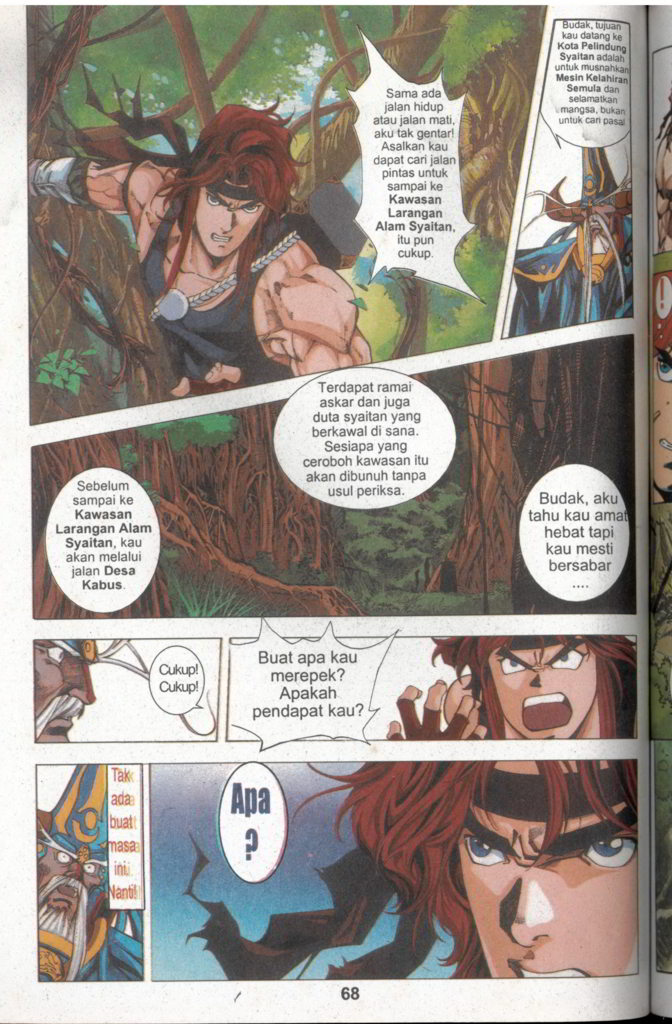 Sama ada
jalan hidup
atau jalan mati,
aku tak gentar!
Asalkan kau
dapat cari jalan
pintas untuk
sampai ke
Kawasan
Larangan
Alam Syaitan,
itu pun
cukup.
Budak, tujuan
kau datang ke
Kota Pelindung
Syaitan adalah
untuk musnahkan
Mesin Kelahiran
Semula dan
selamatkan
mangsa, bukan
untuk cari pasal
Terdapat ramai
askar dan juga
duta syaitan yang
berkawal di sana.
Sesiapa yang
ceroboh kawasan itu
akan dibunuh tanpa
usul periksa.
Sebelum
sampai ke
Kawasan
Larangan Alam
Syaitan, kau
akan melalui
jalan Desa
Kabus.
Budak, aku
tahu kau amat
hebat tapi
kau mesti
bersabar
....
Cukup!
Cukup!
Buat apa kau
merepek?
Apakah
pendapat kau?
Tak
ada
buat
masa
ini.
Nanti!
Apa
?
68